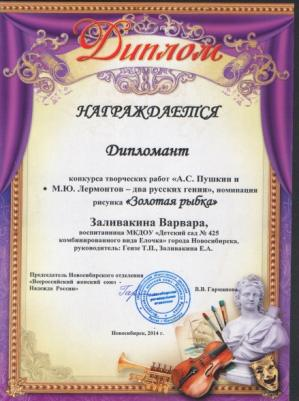 Диплом
НАГРАЖДАЕТСЯ
Дипломант
конкурса творческих работ «А.С. Пушкин и
М.Ю. Лермонтов – два русских гения», номинация
рисунка «Золотая рыбка»
Заливакина Варвара,
воспитанница МКДОУ «Детский сад № 425
комбинированного вида Елочка» города Новосибирска,
руководитель: Гензе Т.П., Заливакина Е.А.
Председатель Новосибирского отделения
«Всероссийский женский союз -
Надежда России»
В.В. Гармanova
Новосибирск, 2014 г.